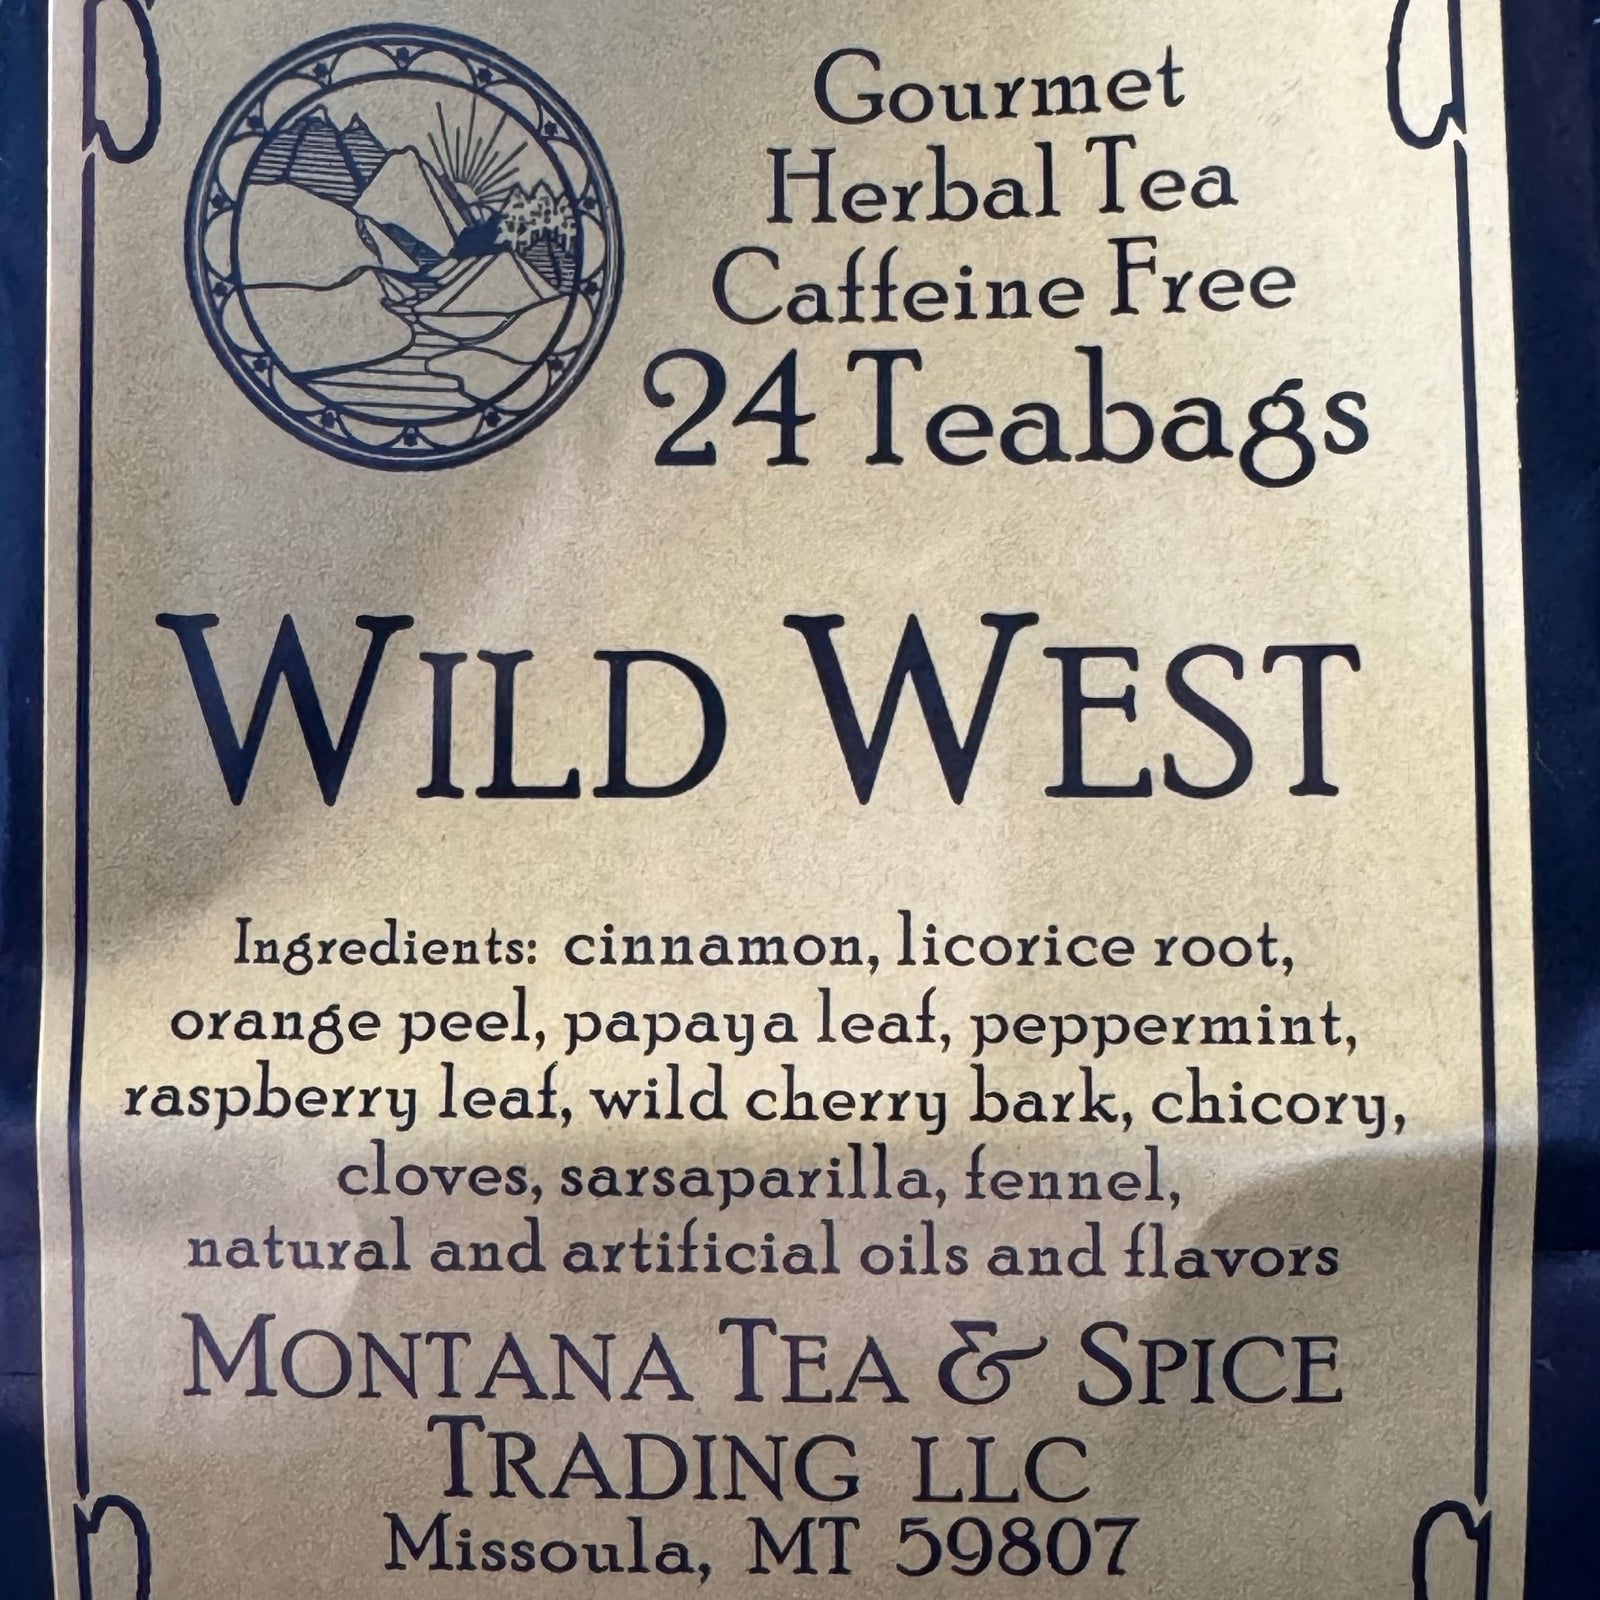 Gourmet
Herbal Tea
Caffeine Free
24 Teabags
WILD WEST
Ingredients: cinnamon, licorice root,
orange peel, papaya leaf, peppermint,
raspberry leaf, wild cherry bark, chicory,
cloves, sarsaparilla, fennel,
natural and artificial oils and flavors
MONTANA TEA & SPICE
TRADING LLC
Missoula, MT 59807